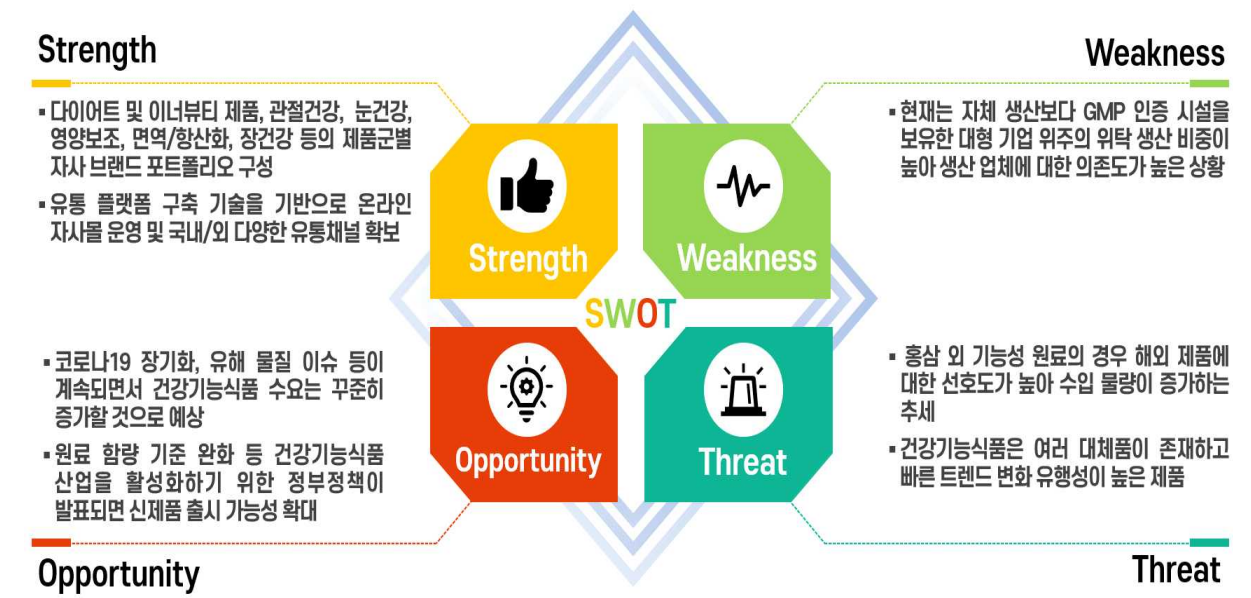 Strength
▪ 다이어트 및 이너뷰티 제품, 관절건강, 눈건강,
영양보조, 면역/항산화, 장건강 등의 제품군별
자사 브랜드 포트폴리오 구성
▪ 유통 플랫폼 구축 기술을 기반으로 온라인
자사몰 운영 및 국내/외 다양한 유통채널 확보
Weakness
▪ 현재는 자체 생산보다 GMP 인증 시설을
보유한 대형 기업 위주의 위탁 생산 비중이
높아 생산 업체에 대한 의존도가 높은 상황
Strength
Weakness
SWOT
Opportunity
Threat
▪ 코로나19 장기화, 유해 물질 이슈 등이
계속되면서 건강기능식품 수요는 꾸준히
증가할 것으로 예상
▪ 원료 함량 기준 완화 등 건강기능식품
산업을 활성화하기 위한 정부정책이
발표되면 신제품 출시 가능성 확대
Opportunity
▪ 홍삼 외 기능성 원료의 경우 해외 제품에
대한 선호도가 높아 수입 물량이 증가하는
추세
▪ 건강기능식품은 여러 대체품이 존재하고
빠른 트렌드 변화 유행성이 높은 제품
Threat